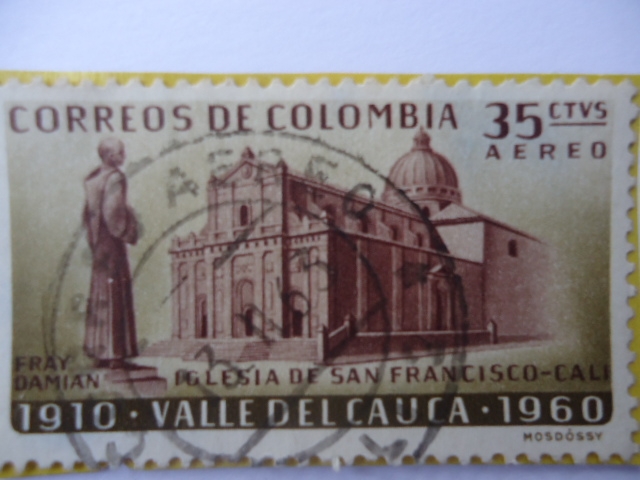 CORREOS DE COLOMBIA 35 CTVS
AEREO
FRAY
DAMIAN
IGLESIA DE SAN FRANCISCO-CALI
1910 · VALLE DEL CAUCA · 1960
MOSDÓSSY
AEREO